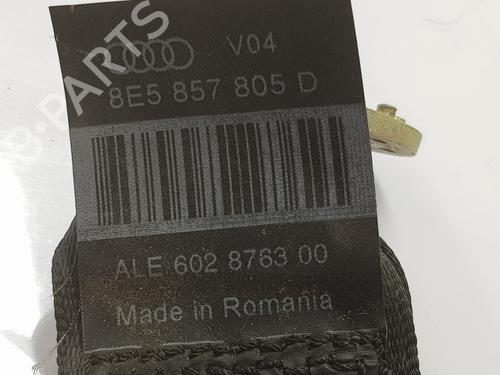 B-PARTS
V04
8E5 857 805 D
ALE 602 8763 00
Made in Romania